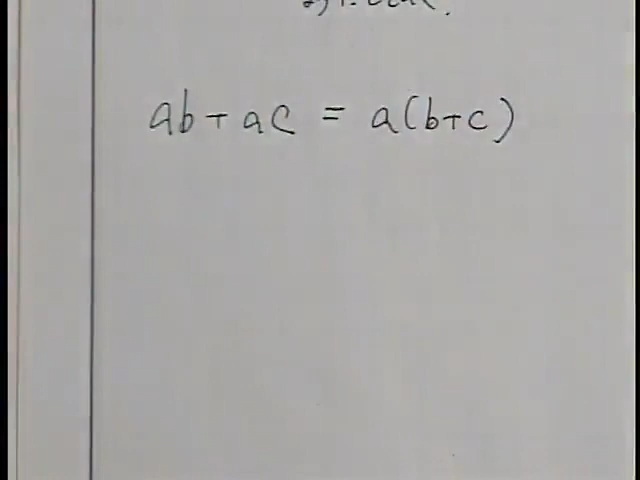 ab + ac = a(b+c)